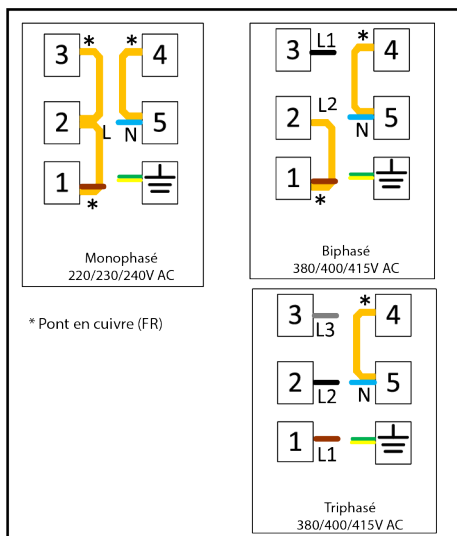 * *
3 4
2 L N 5
1
*
Monophasé
220/230/240V AC
*
3 L1 4
2 L2 N 5
1
*
Biphasé
380/400/415V AC
* Pont en cuivre (FR)
*
3 L3 4
2 L2 N 5
1 L1
Triphasé
380/400/415V AC